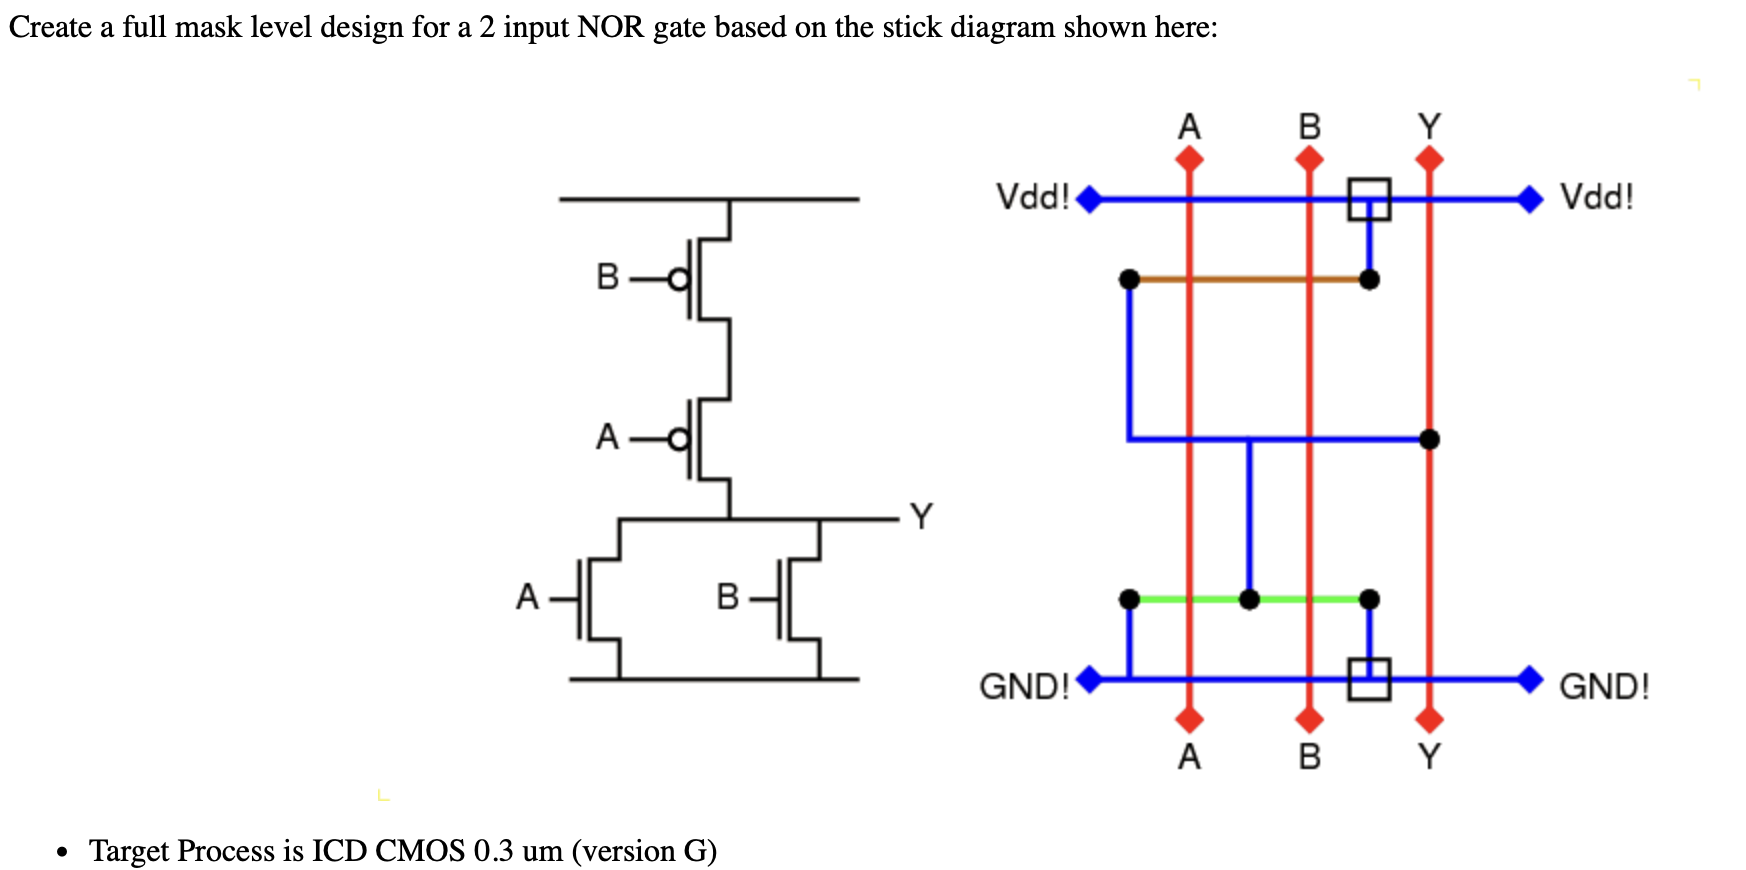 Create a full mask level design for a 2 input NOR gate based on the stick diagram shown here:
A B Y
Vdd! Vdd!
B
A
Y
A B
GND! GND!
A B Y
• Target Process is ICD CMOS 0.3 um (version G)